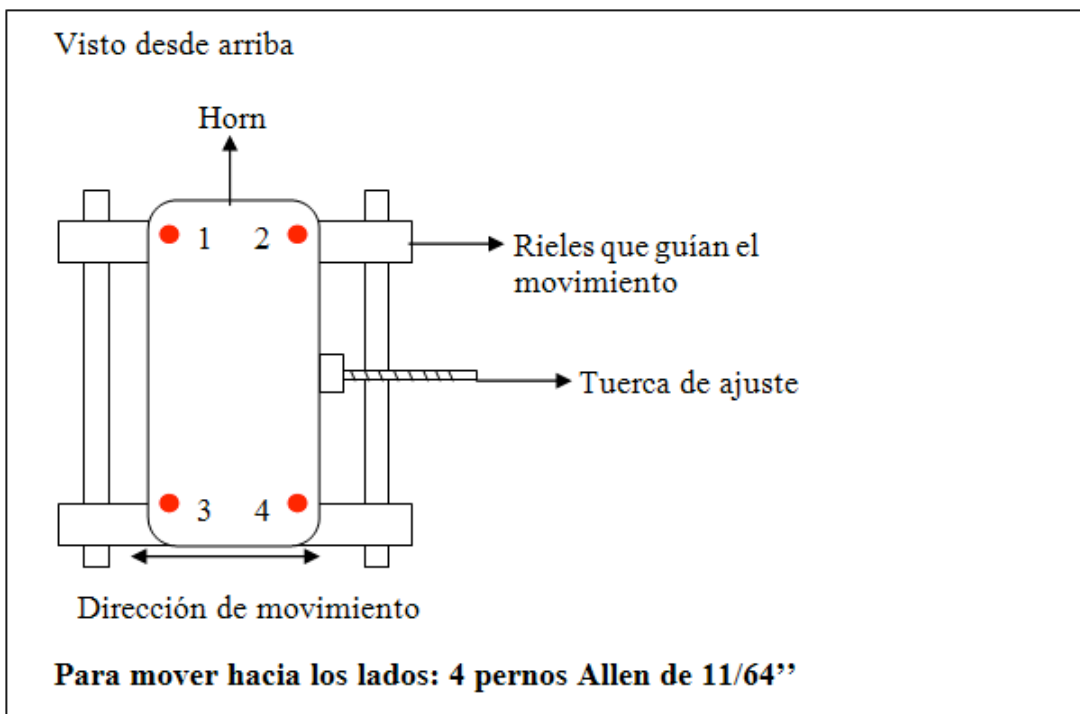 Visto desde arriba
Horn
1 2
Rieles que guían el
movimiento
Tuerca de ajuste
3 4
Dirección de movimiento
Para mover hacia los lados: 4 pernos Allen de 11/64’’